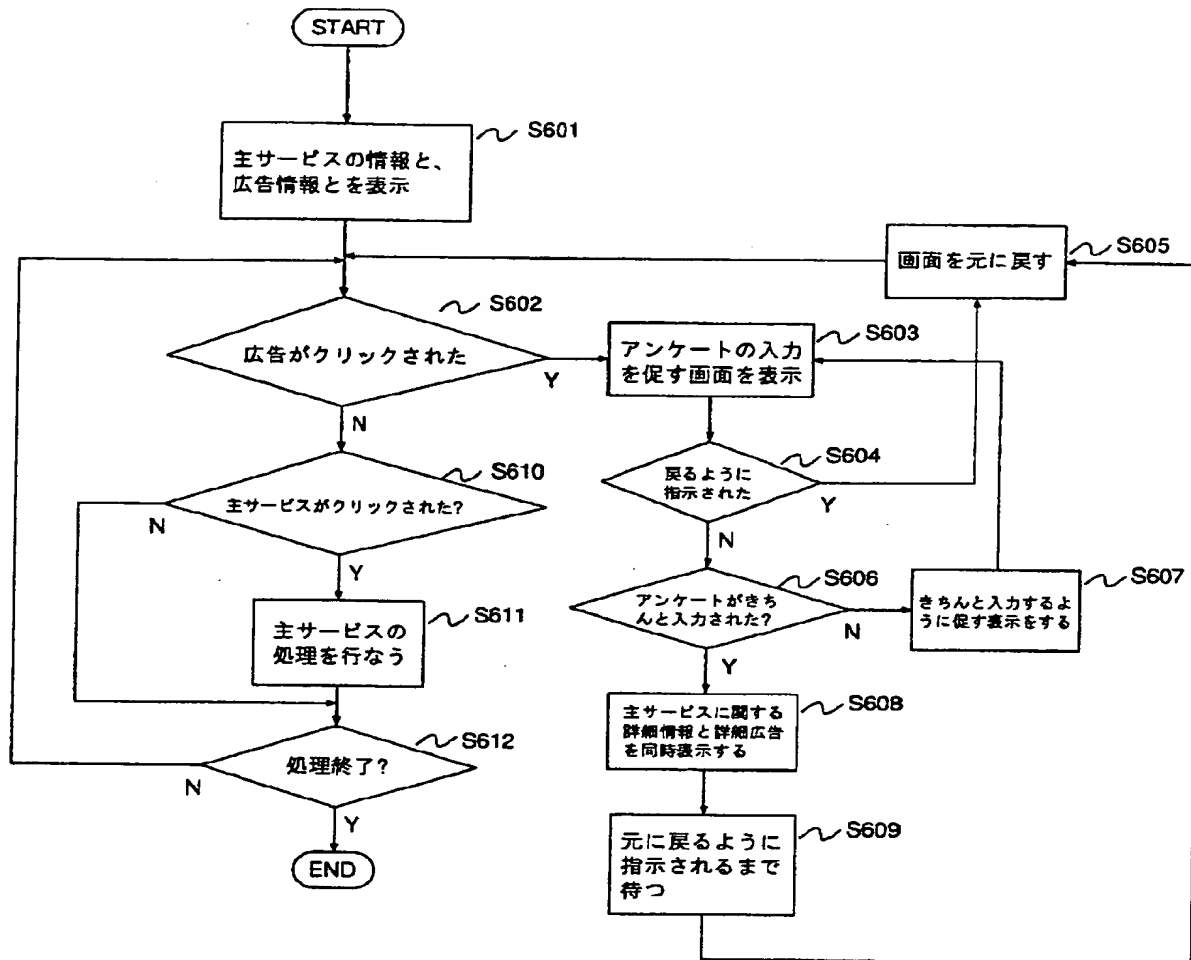 START
S601
主サービスの情報と、
広告情報とを表示
S605
画面を元に戻す
S602
広告がクリックされた
Y
N
S603
アンケートの入力
を促す画面を表示
S604
戻るように
指示された
Y
N
S610
主サービスがクリックされた?
N
Y
S606
アンケートがきち
んと入力された?
N
Y
S607
きちんと入力するよ
うに促す表示をする
S611
主サービスの
処理を行なう
S608
主サービスに関する
詳細情報と詳細広告
を同時表示する
S612
処理終了?
N
Y
S609
元に戻るように
指示されるまで
待つ
END